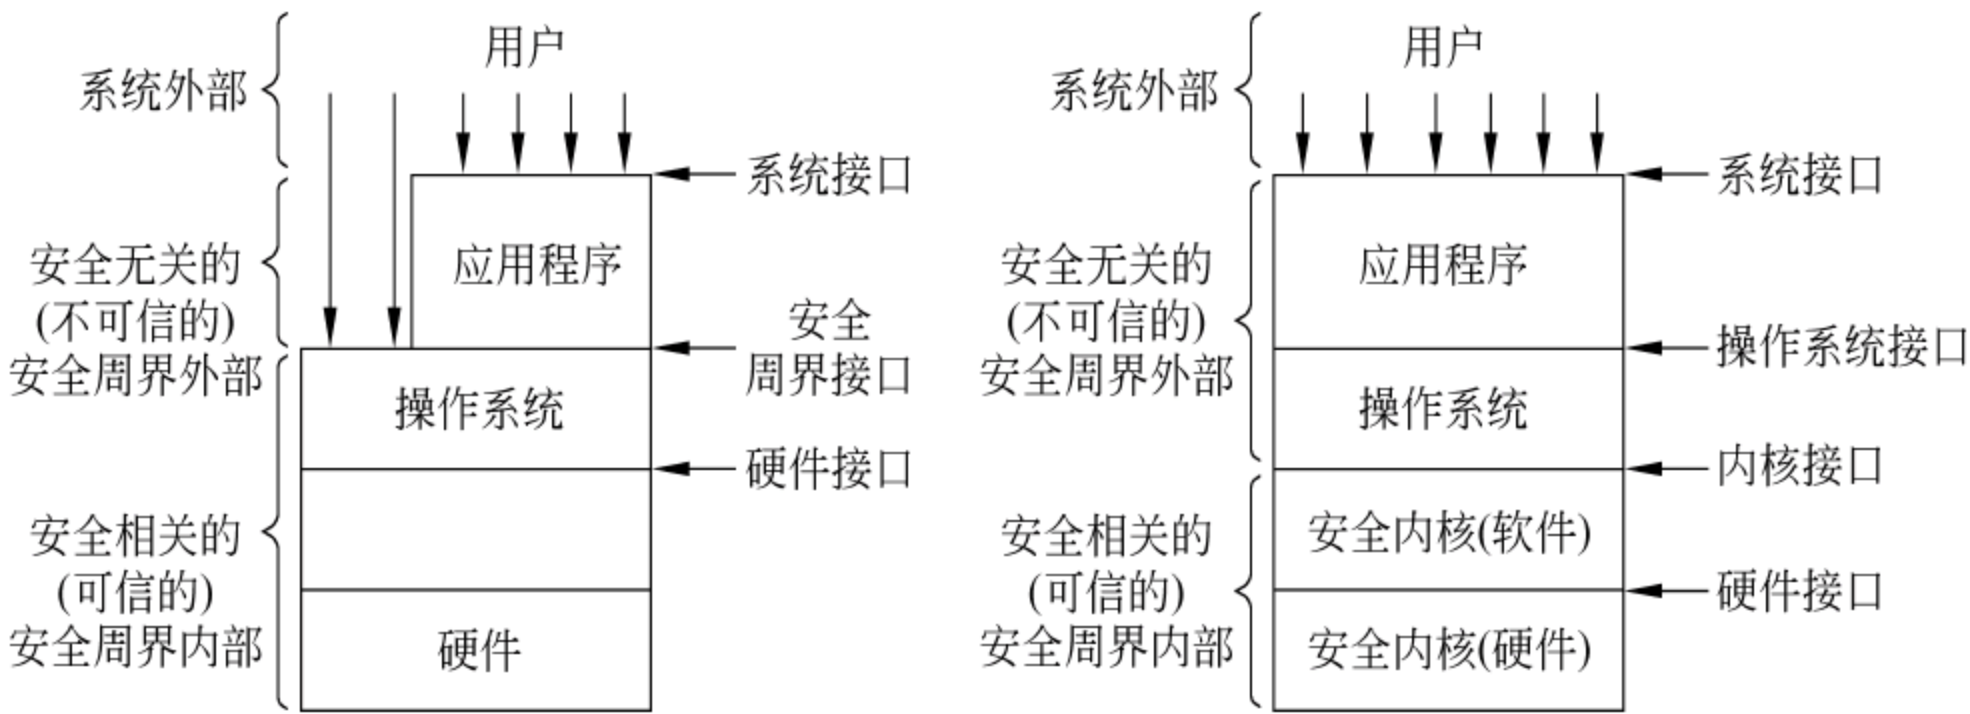 用户
系统外部
系统接口
应用程序
安全无关的
(不可信的)
安全周界外部
安全
周界接口
操作系统
硬件接口
安全相关的
(可信的)
安全周界内部
硬件
用户
系统外部
系统接口
应用程序
安全无关的
(不可信的)
安全周界外部
操作系统接口
操作系统
内核接口
安全相关的
(可信的)
安全周界内部
安全内核(软件)
硬件接口
安全内核(硬件)